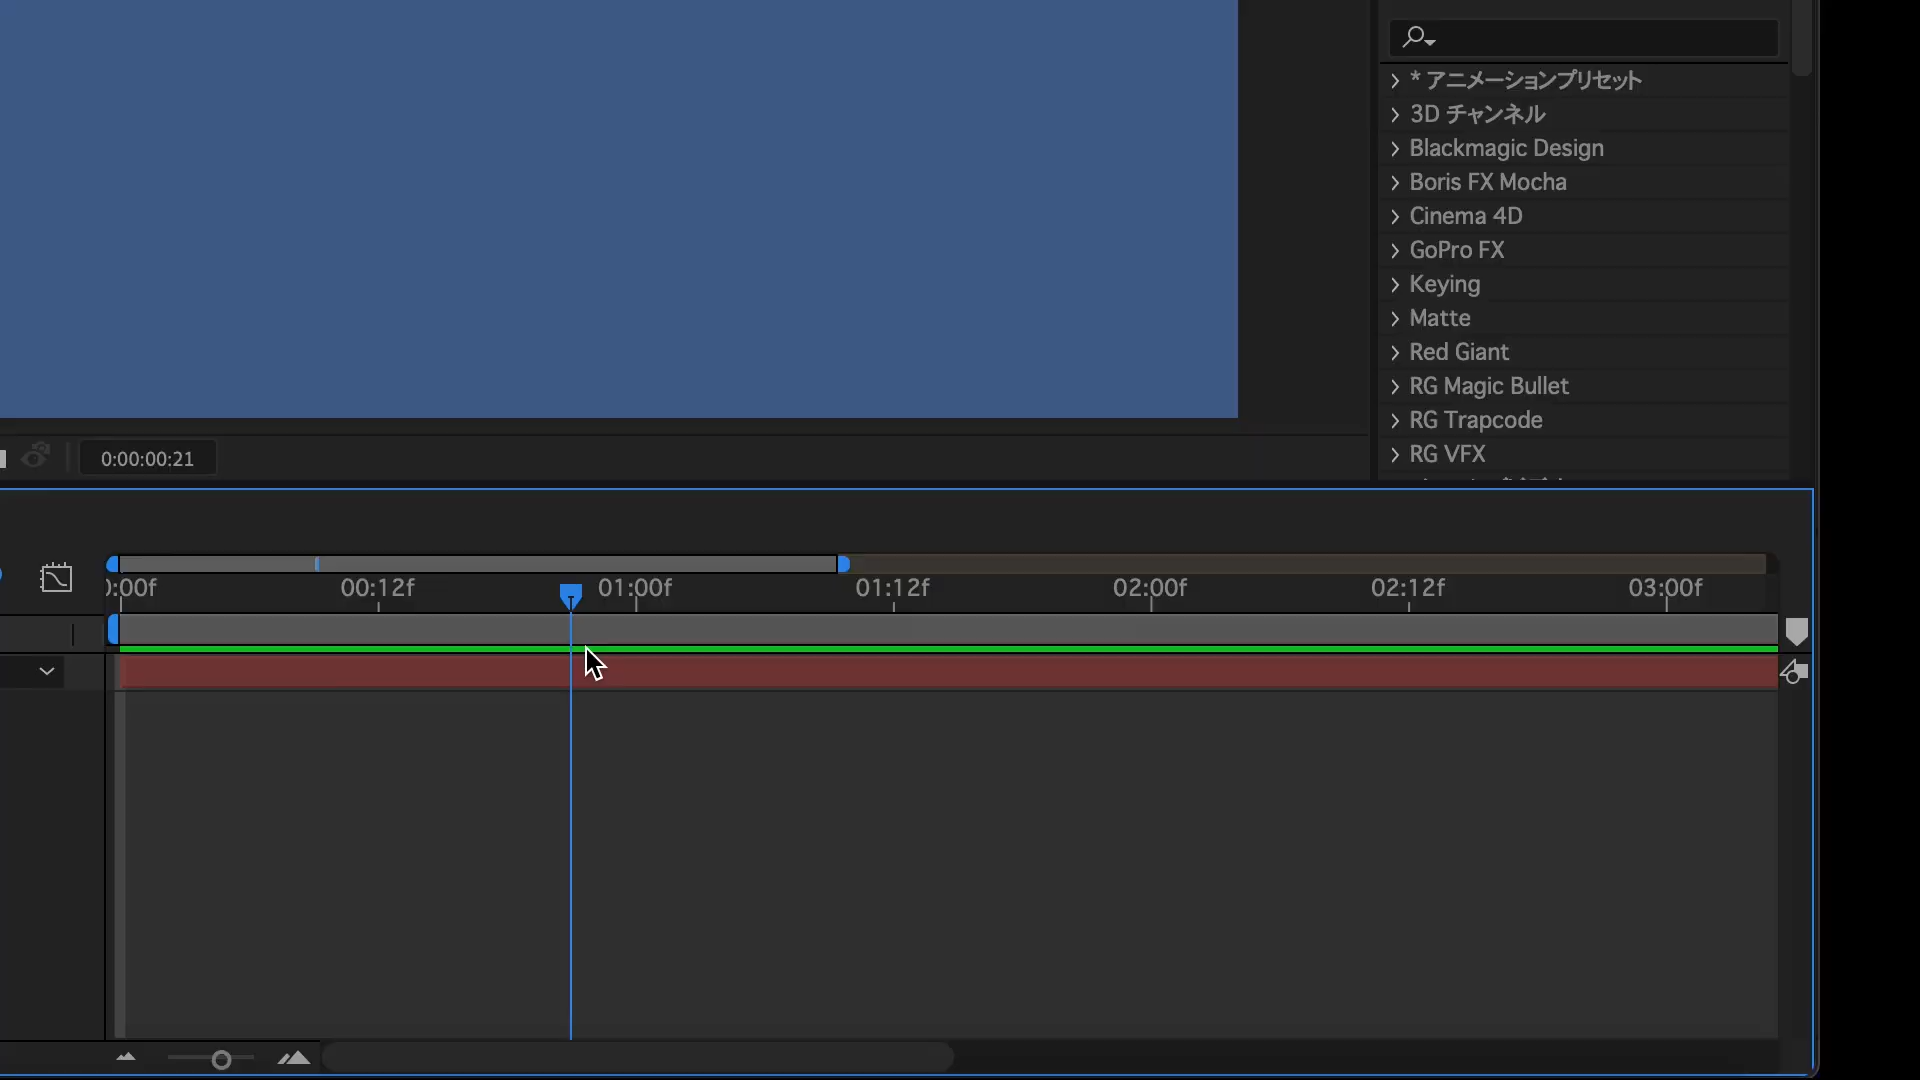 * アニメーションプリセット
3D チャンネル
Blackmagic Design
Boris FX Mocha
Cinema 4D
GoPro FX
Keying
Matte
Red Giant
RG Magic Bullet
RG Trapcode
RG VFX
0:00:00:21
):00f 00:12f 01:00f 01:12f 02:00f 02:12f 03:00f